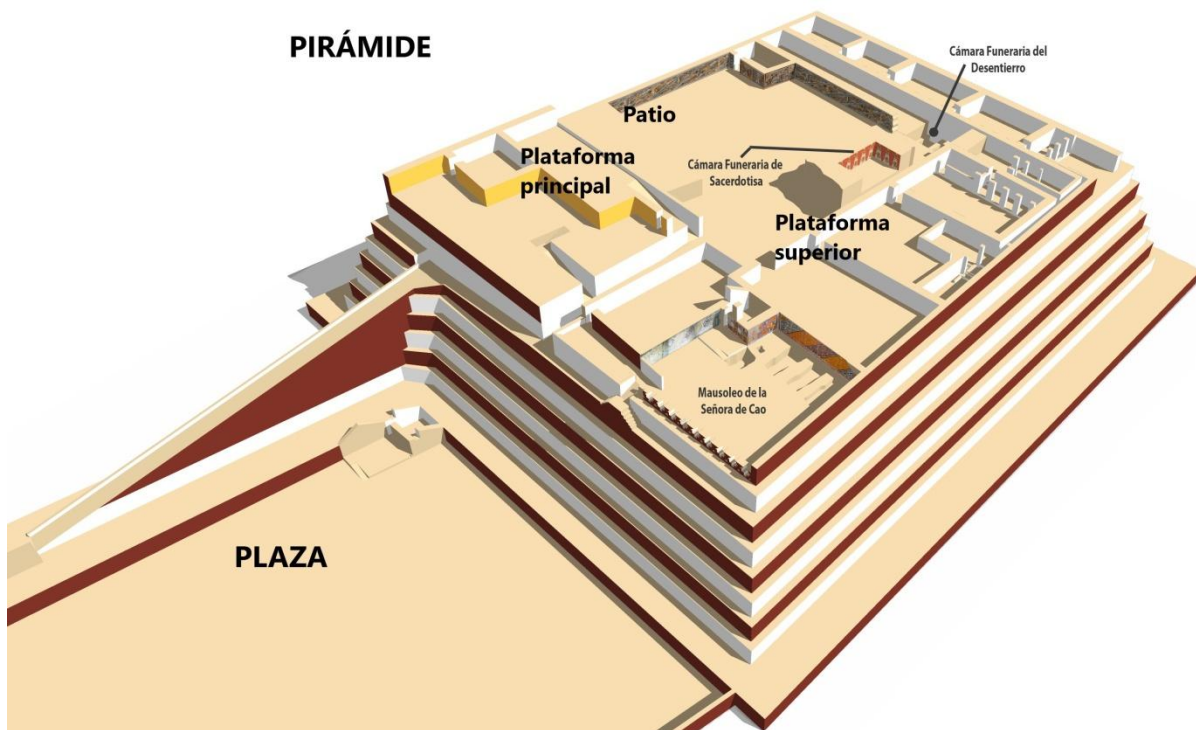 PIRÁMIDE
Cámara Funeraria del
Desentierro
Patio
Plataforma
principal
Cámara Funeraria de
Sacerdotisa
Plataforma
superior
Mausoleo de la
Señora de Cao
PLAZA